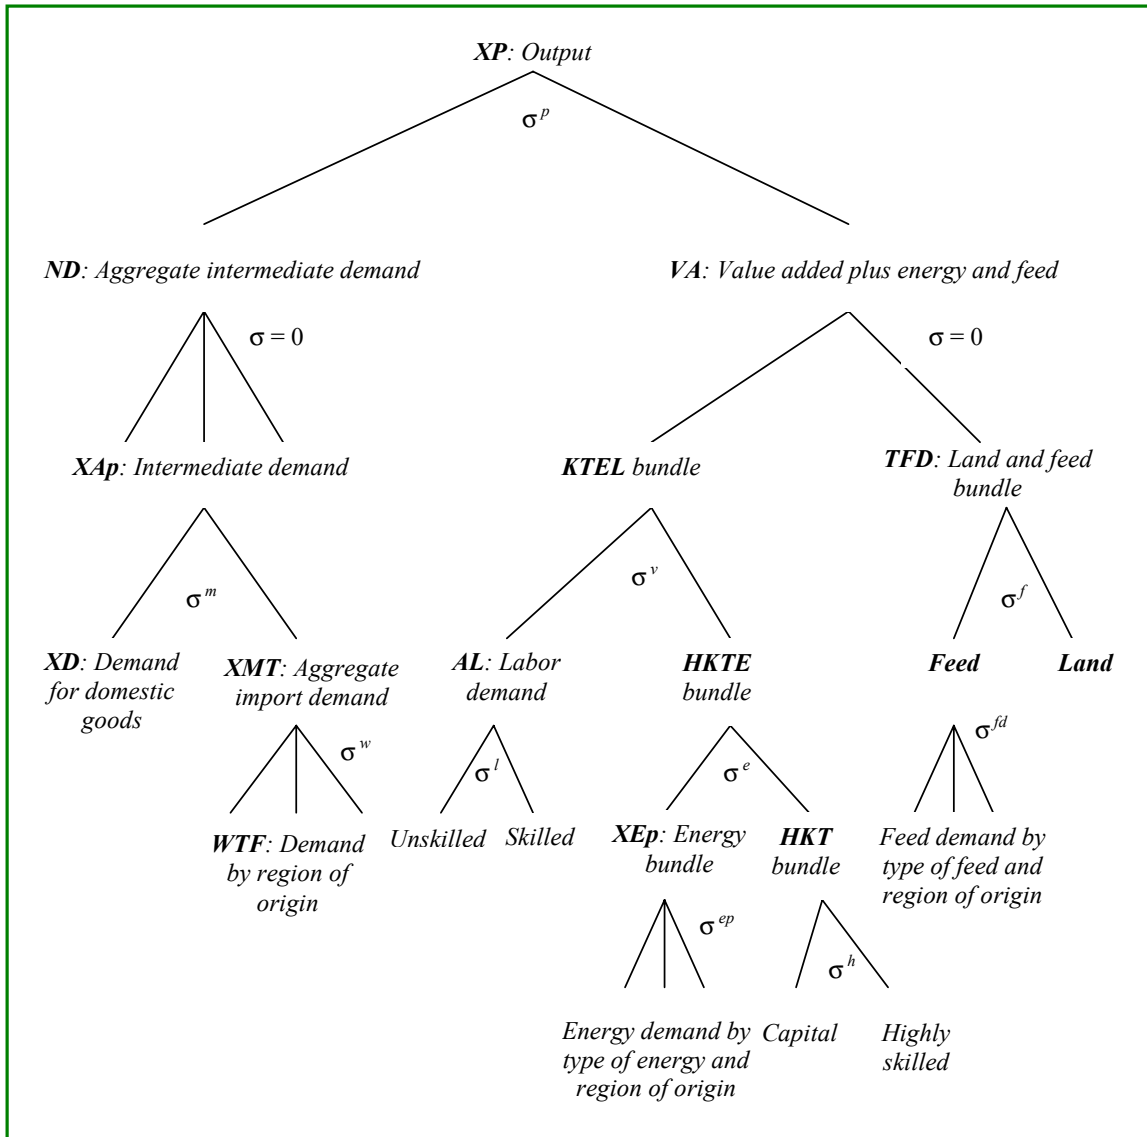 XP: Output
σ p
ND: Aggregate intermediate demand
VA: Value added plus energy and feed
σ = 0
σ = 0
XAp: Intermediate demand
KTEL bundle
TFD: Land and feed
bundle
σ m
σ v
σ f
XD: Demand
for domestic
goods
XMT: Aggregate
import demand
AL: Labor
demand
HKTE
bundle
Feed
Land
σ w
σ l
σ e
σ fd
WTF: Demand
by region of
origin
Unskilled
Skilled
XEp: Energy
bundle
HKT
bundle
Feed demand by
type of feed and
region of origin
σ ep
σ h
Energy demand by
type of energy and
region of origin
Capital
Highly
skilled